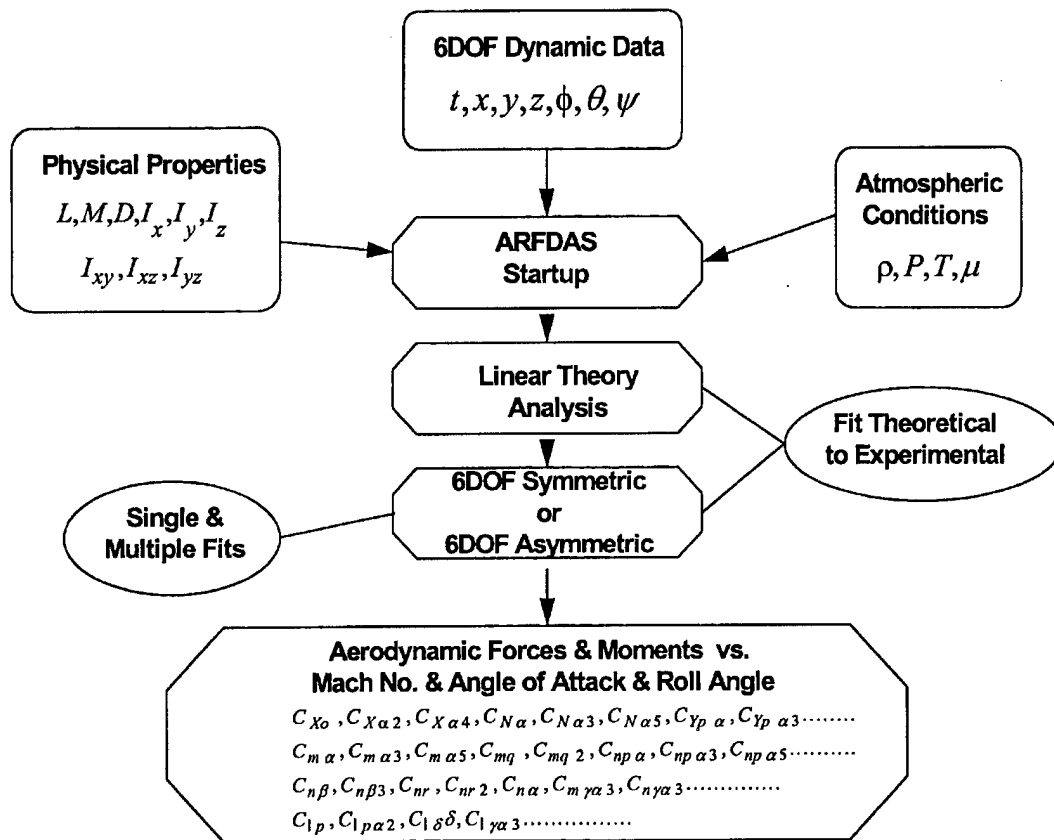 6DOF Dynamic Data
t, x, y, z, ϕ, θ, ψ
Physical Properties
L, M, D, I_x, I_y, I_z
I_xy, I_xz, I_yz
Atmospheric
Conditions
ρ, P, T, μ
ARFDAS
Startup
Linear Theory
Analysis
Fit Theoretical
to Experimental
6DOF Symmetric
or
6DOF Asymmetric
Single &
Multiple Fits
Aerodynamic Forces & Moments vs.
Mach No. & Angle of Attack & Roll Angle
C_Xo, C_Xα2, C_Xα4, C_Nα, C_Nα3, C_Nα5, C_Ypα, C_Ypα3........
C_mα, C_mα3, C_mα5, C_mq, C_mq2, C_npα, C_npα3, C_npα5..........
C_nβ, C_nβ3, C_nr, C_nr2, C_nα, C_mγα3, C_nγα3..............
C_lp, C_lpα2, C_lδδ, C_lγα3................